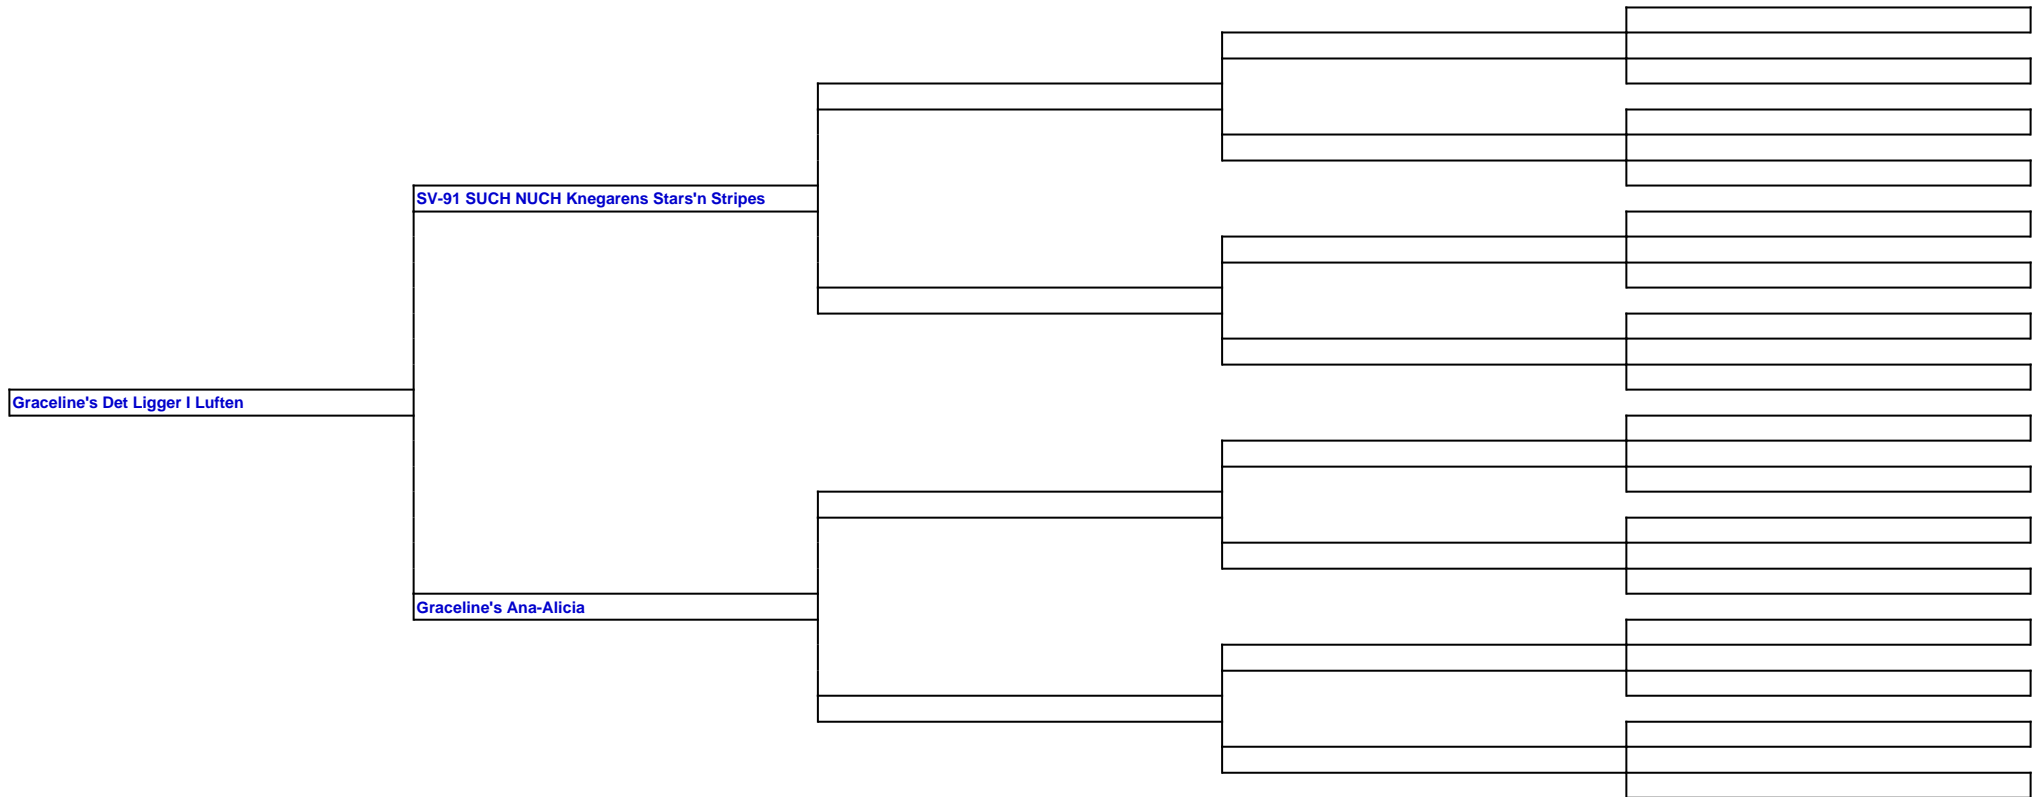 SV-91 SUCH NUCH Knegarens Stars'n Stripes
Graceline's Det Ligger I Luften
Graceline's Ana-Alicia